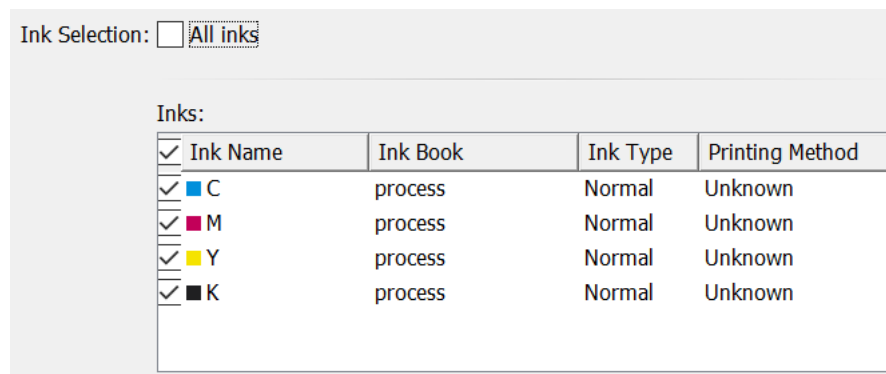 Ink Selection: All inks
Inks:
Ink Name Ink Book Ink Type Printing Method
C process Normal Unknown
M process Normal Unknown
Y process Normal Unknown
K process Normal Unknown